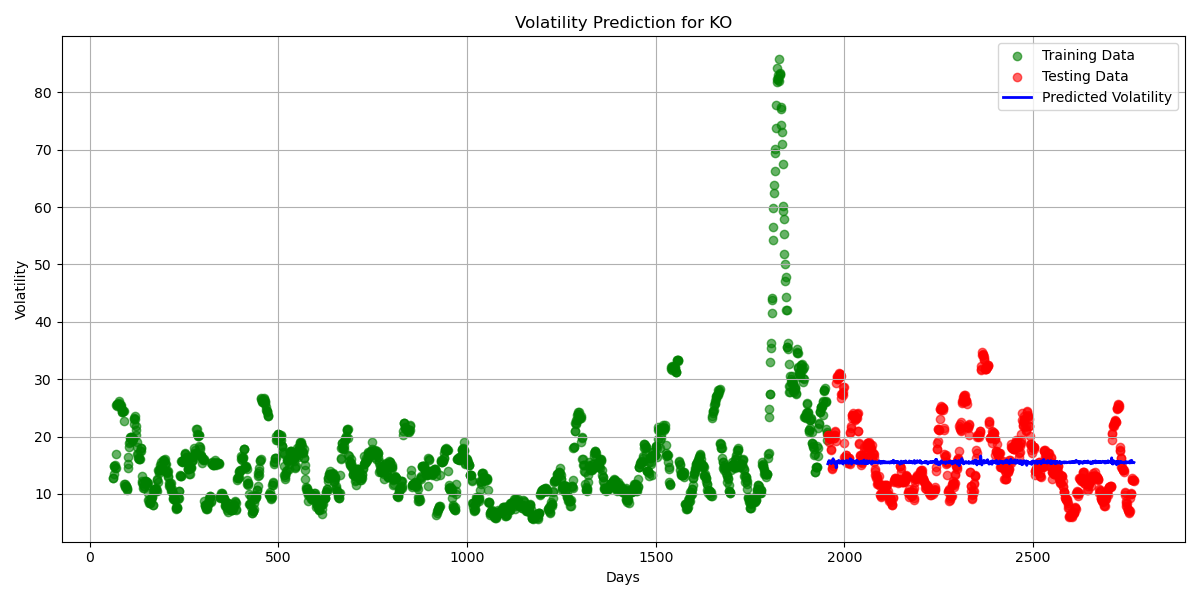 Volatility Prediction for KO
Training Data
Testing Data
Predicted Volatility
Volatility
80
70
60
50
40
30
20
10
0
500
1000
1500
2000
2500
Days